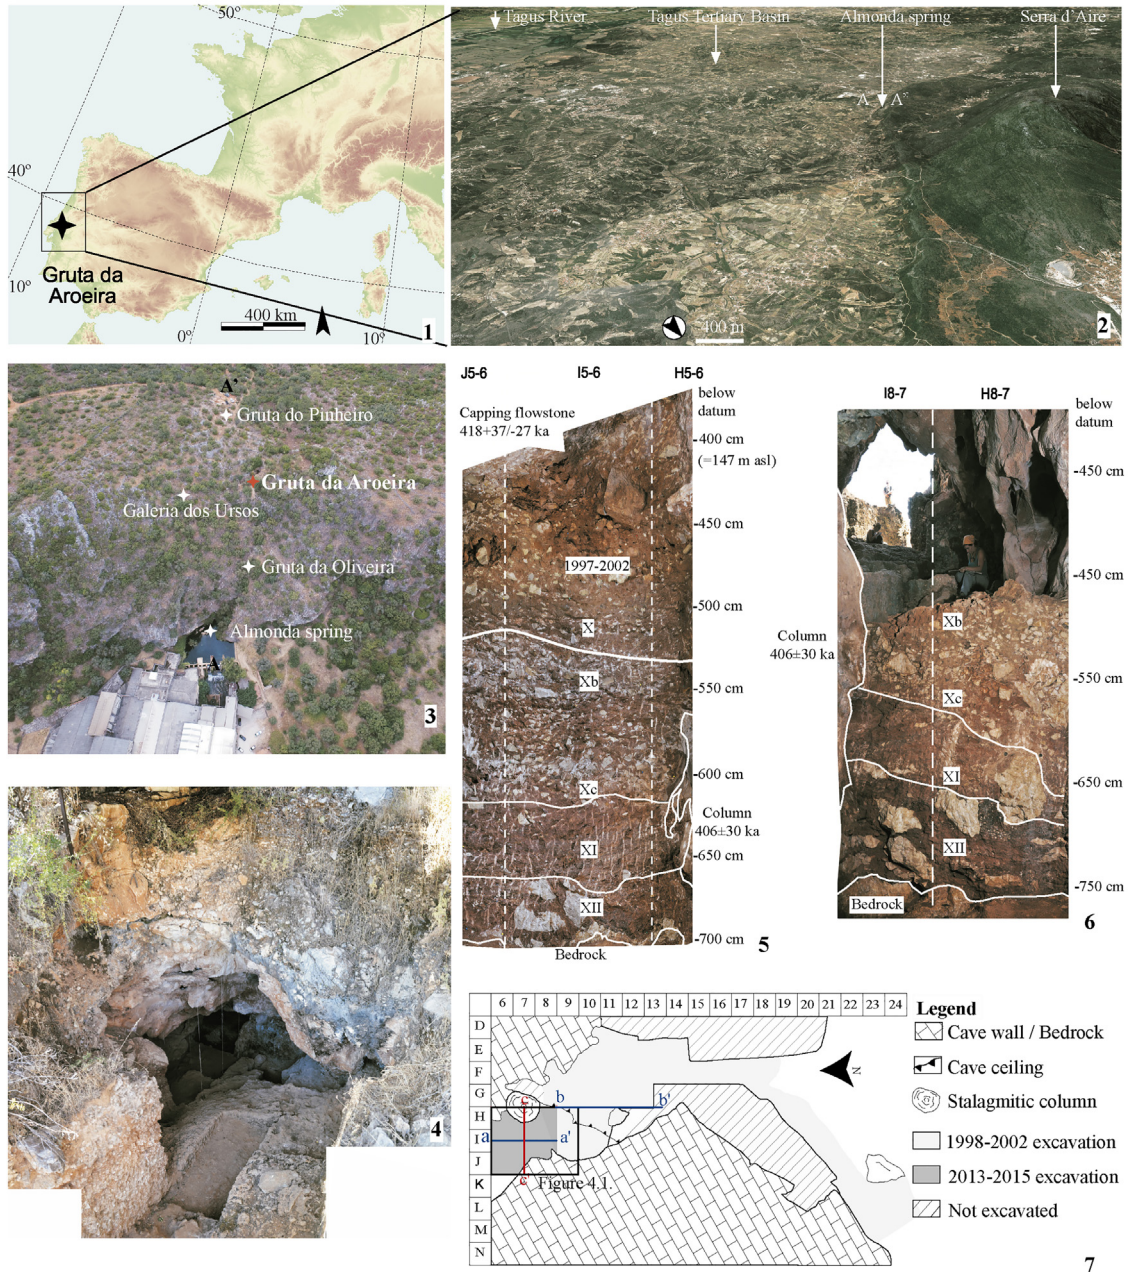 50º
40º
10º
0º
10º
Gruta da
Aroeira
400 km
1
Tagus River
Tagus Tertiary Basin
Almonda spring
Serra d'Aire
A
A'
400 m
2
A'
Gruta do Pinheiro
Gruta da Aroeira
Galeria dos Ursos
Gruta da Oliveira
Almonda spring
A
3
4
J5-6
I5-6
H5-6
Capping flowstone
418+37/-27 ka
below
datum
-400 cm
(=147 m asl)
-450 cm
1997-2002
-500 cm
X
Xb
-550 cm
-600 cm
Xc
Column
406±30 ka
XI
-650 cm
XII
-700 cm
Bedrock
5
I8-7
H8-7
below
datum
-450 cm
-450 cm
Xb
Column
406±30 ka
-550 cm
Xc
XI
-650 cm
XII
-750 cm
Bedrock
6
6 7 8 9 10 11 12 13 14 15 16 17 18 19 20 21 22 23 24
D
E
F
G
H
I
J
K
L
M
N
N
c
b
b'
a
a'
c'
Figure 4.1.
Legend
Cave wall / Bedrock
Cave ceiling
Stalagmitic column
1998-2002 excavation
2013-2015 excavation
Not excavated
7